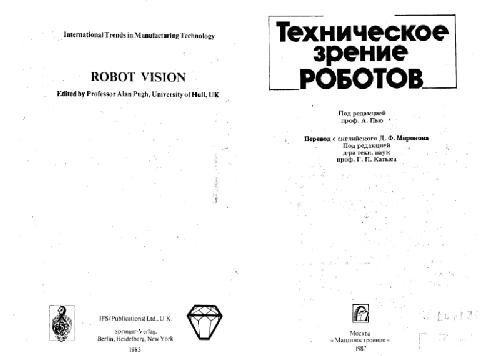 International Trends in Manufacturing Technology
ROBOT VISION
Edited by Professor Alan Pugh, University of Hull, UK
IFS (Publications) Ltd., U.K.
Springer-Verlag
Berlin, Heidelberg, New York
1983
Техническое
зрение
РОБОТОВ
Под редакцией
проф. А. Пью
Перевод с английского Д. Ф. Миронова
Под редакцией
д-ра техн. наук
проф. Г. П. Катыса
Москва
«Машиностроение»
1987